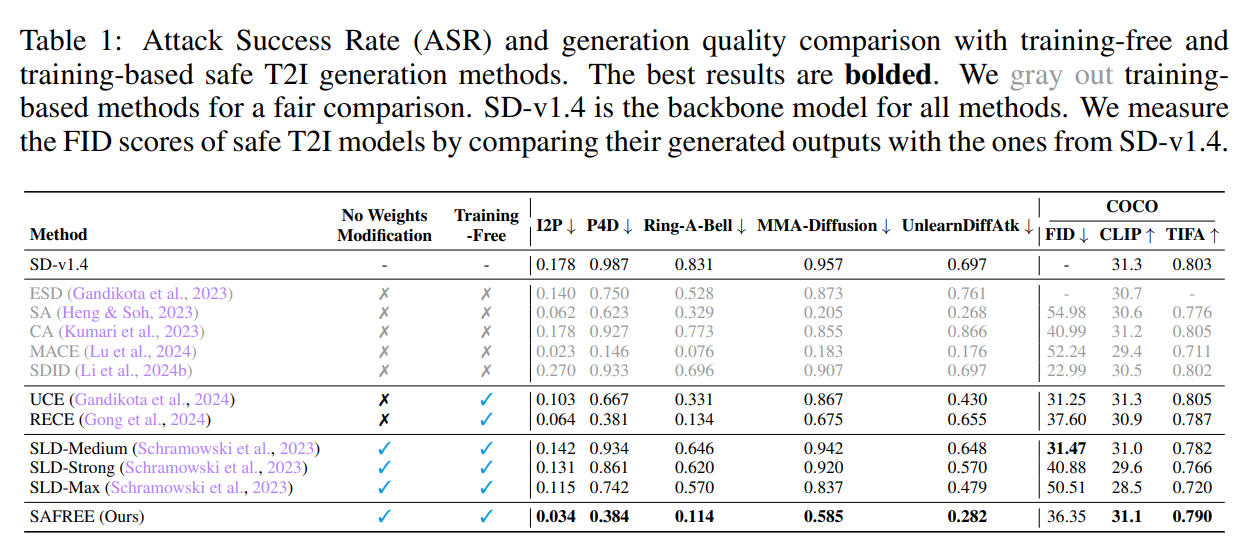 Table 1: Attack Success Rate (ASR) and generation quality comparison with training-free and
training-based safe T2I generation methods. The best results are bolded. We gray out training-
based methods for a fair comparison. SD-v1.4 is the backbone model for all methods. We measure
the FID scores of safe T2I models by comparing their generated outputs with the ones from SD-v1.4.
Method No Weights Modification Training -Free I2P ↓ P4D ↓ Ring-A-Bell ↓ MMA-Diffusion ↓ UnlearnDiffAtk ↓ COCO
FID ↓ CLIP ↑ TIFA ↑
SD-v1.4 - - 0.178 0.987 0.831 0.957 0.697 - 31.3 0.803
ESD (Gandikota et al., 2023) ✗ ✗ 0.140 0.750 0.528 0.873 0.761 - 30.7 -
SA (Heng & Soh, 2023) ✗ ✗ 0.062 0.623 0.329 0.205 0.268 54.98 30.6 0.776
CA (Kumari et al., 2023) ✗ ✗ 0.178 0.927 0.773 0.855 0.866 40.99 31.2 0.805
MACE (Lu et al., 2024) ✗ ✗ 0.023 0.146 0.076 0.183 0.176 52.24 29.4 0.711
SDID (Li et al., 2024b) ✗ ✗ 0.270 0.933 0.696 0.907 0.697 22.99 30.5 0.802
UCE (Gandikota et al., 2024) ✗ ✓ 0.103 0.667 0.331 0.867 0.430 31.25 31.3 0.805
RECE (Gong et al., 2024) ✗ ✓ 0.064 0.381 0.134 0.675 0.655 37.60 30.9 0.787
SLD-Medium (Schramowski et al., 2023) ✓ ✓ 0.142 0.934 0.646 0.942 0.648 31.47 31.0 0.782
SLD-Strong (Schramowski et al., 2023) ✓ ✓ 0.131 0.861 0.620 0.920 0.570 40.88 29.6 0.766
SLD-Max (Schramowski et al., 2023) ✓ ✓ 0.115 0.742 0.570 0.837 0.479 50.51 28.5 0.720
SAFREE (Ours) ✓ ✓ 0.034 0.384 0.114 0.585 0.282 36.35 31.1 0.790